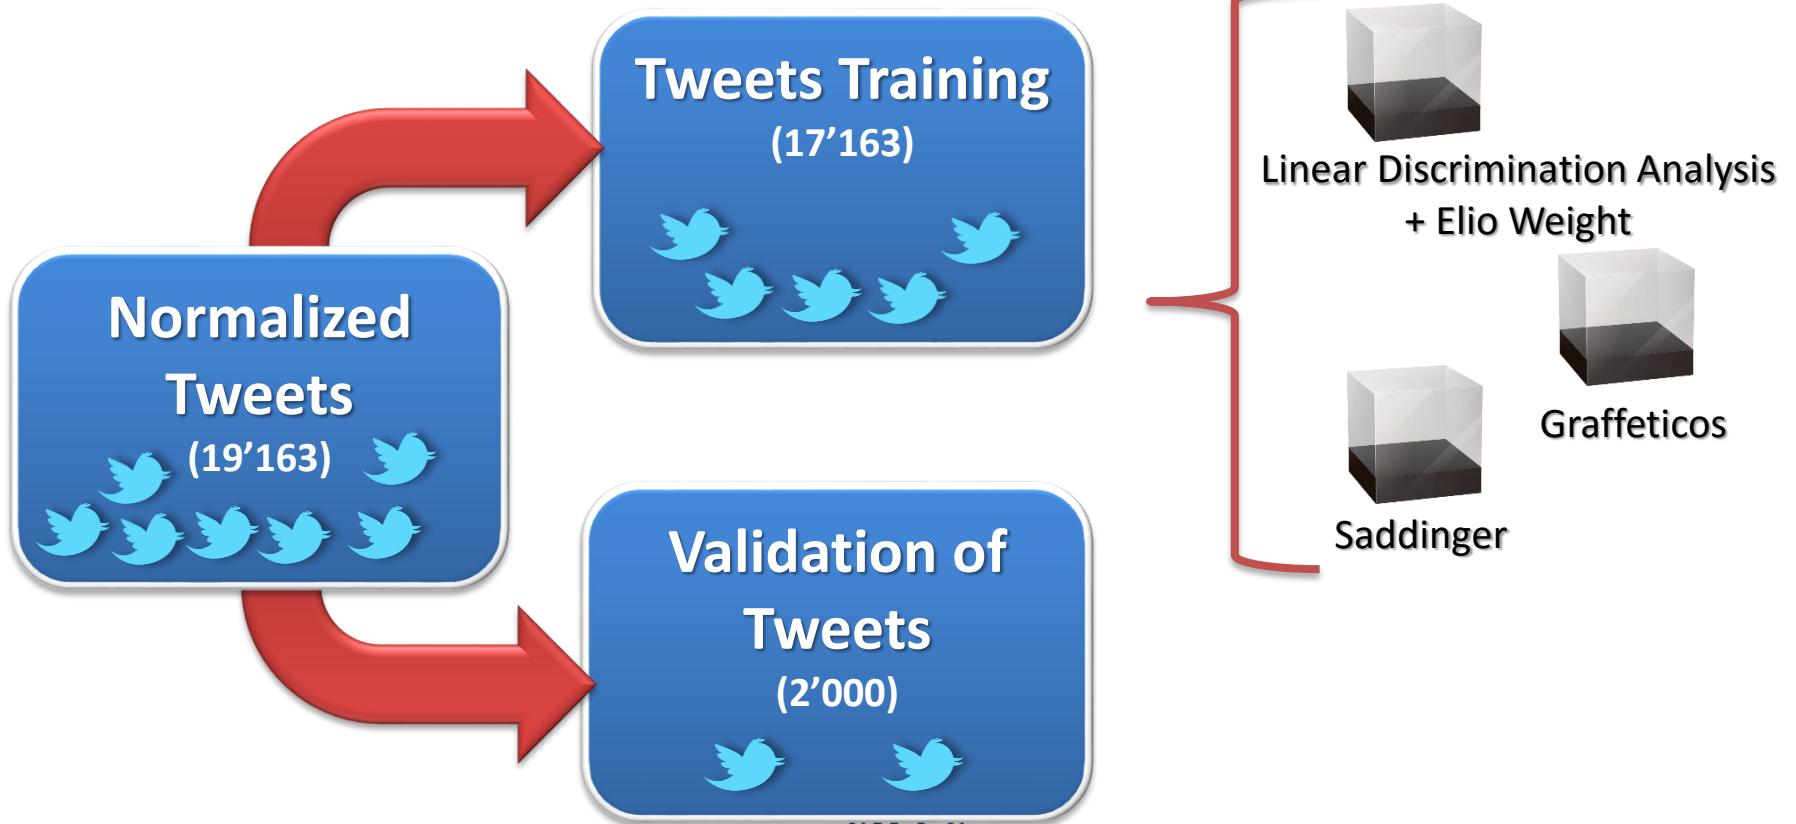 Normalized
Tweets
(19’163)
Tweets Training
(17’163)
Validation of
Tweets
(2’000)
Linear Discrimination Analysis
+ Elio Weight
Graffeticos
Saddinger